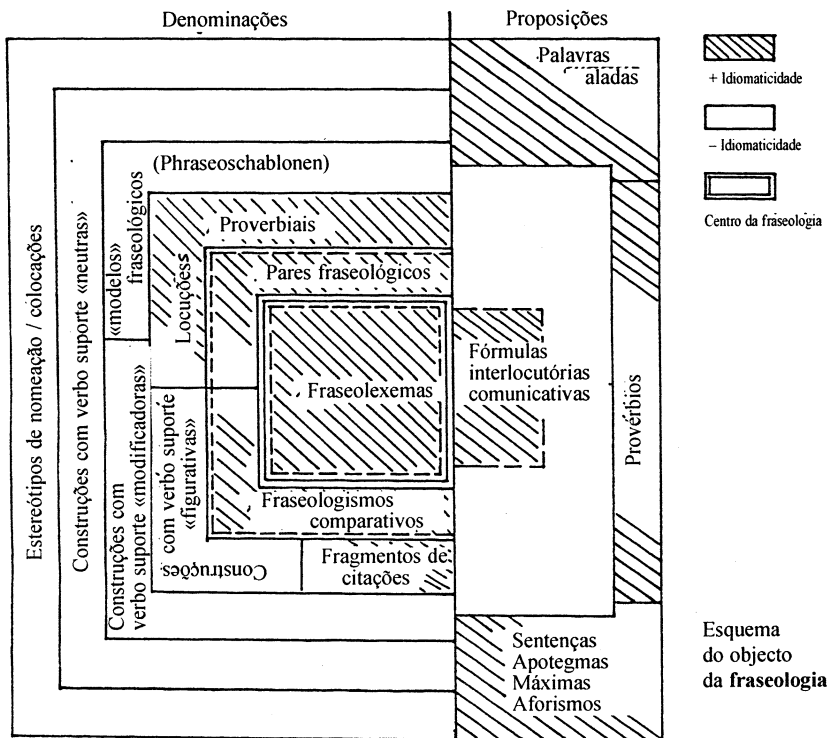 Denominações
Proposições
Palavras
aladas
+ Idiomaticidade
– Idiomaticidade
Centro da fraseologia
(Phraseoschablonen)
Proverbiais
Pares fraseológicos
Fraseolexemas
Fraseologismos
comparativos
Fragmentos de
citações
Estereótipos de nomeação / colocações
Construções com verbo suporte «neutras»
«modelos»
fraseológicos
Construções com
verbo suporte «modificadoras»
Locuçõess
Construções
com verbo suporte
«figurativas»
Fórmulas
interlocutórias
comunicativas
Provérbios
Sentenças
Apotegmas
Máximas
Aforismos
Esquema
do objecto
da fraseologia